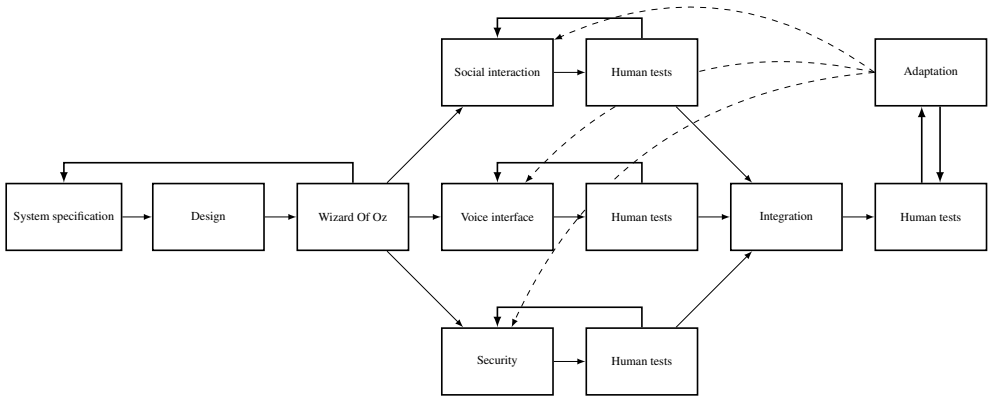 Social interaction
Human tests
Adaptation
System specification
Design
Wizard Of Oz
Voice interface
Human tests
Integration
Human tests
Security
Human tests